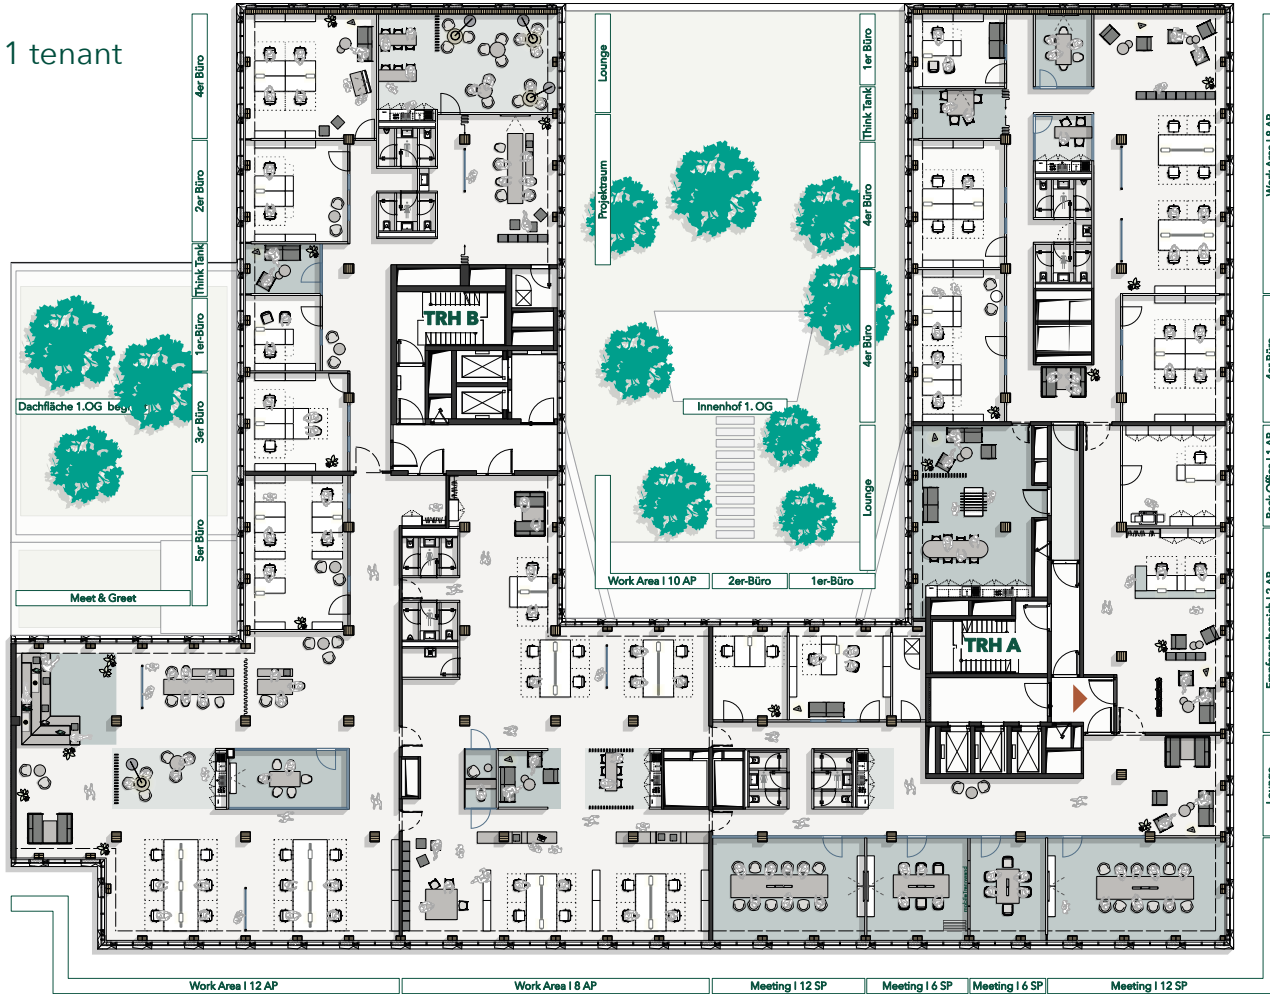 1 tenant
4er Büro
2er Büro
Think Tank
1er-Büro
3er Büro
5er Büro
Dachfläche 1.OG
Meet & Greet
TRH B
Lounge
Projektraum
Innenhof 1. OG
Work Area I 10 AP
2er-Büro
1er-Büro
1er Büro
Think Tank
4er Büro
4er Büro
Lounge
TRH A
Work Area I 12 AP
Work Area I 8 AP
Meeting I 12 SP
Meeting I 6 SP
Meeting I 6 SP
Meeting I 12 SP